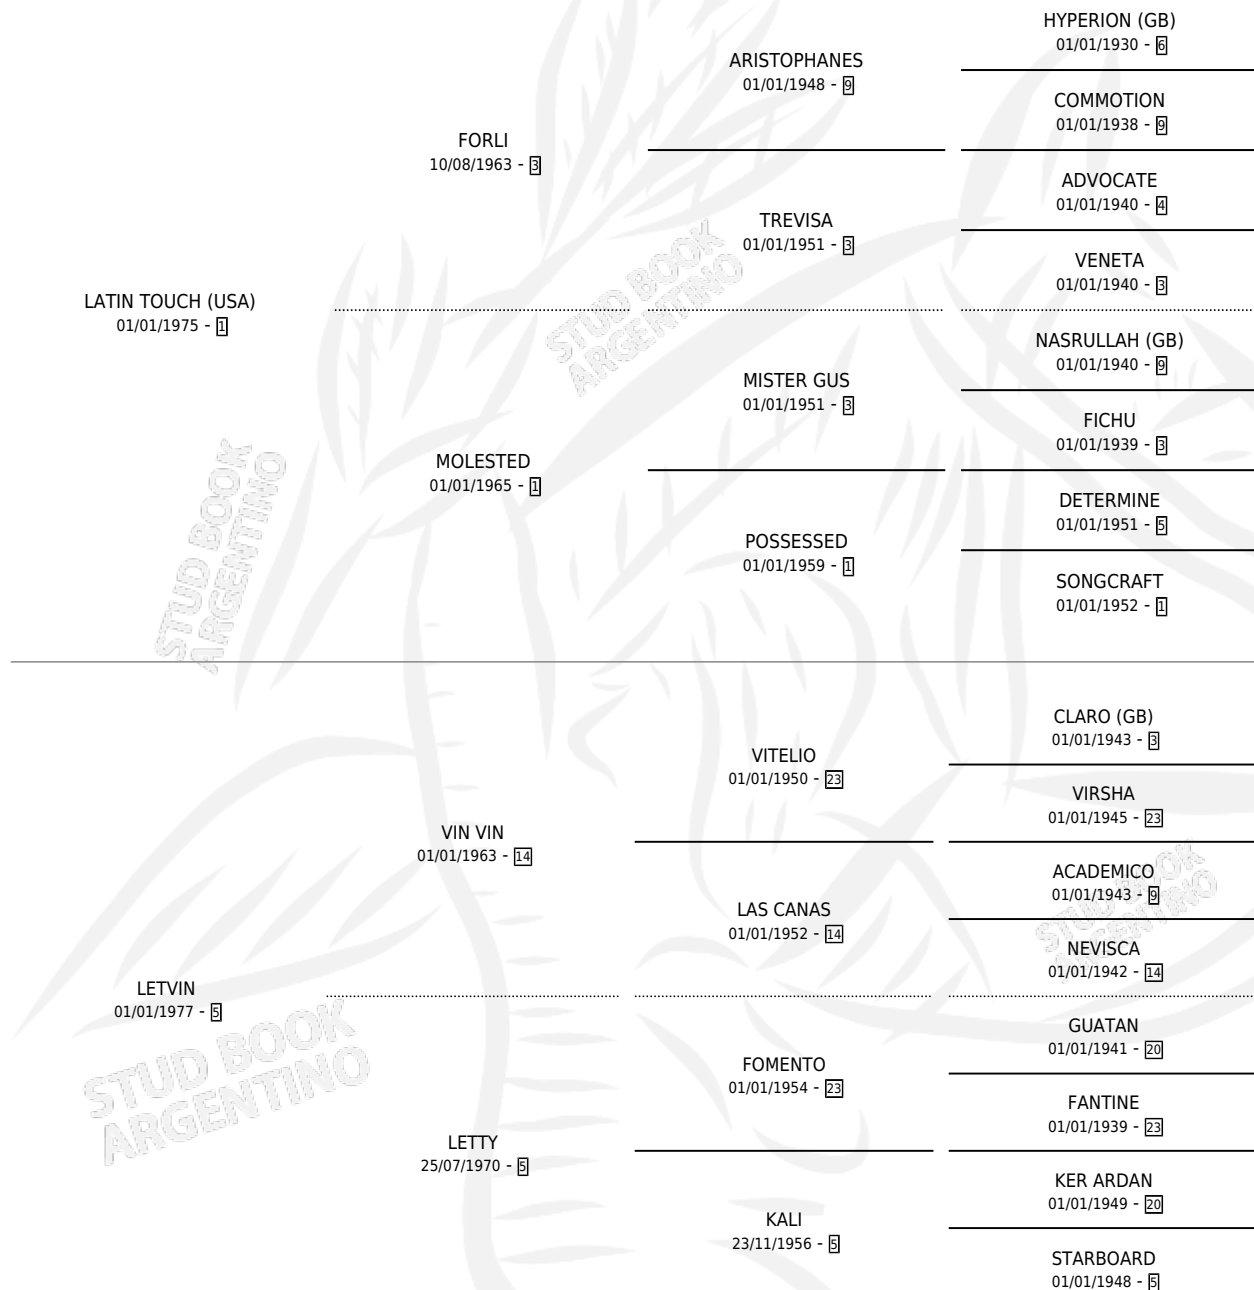 HYPERION (GB)
01/01/1930 - 6
ARISTOPHANES
01/01/1948 - 9
COMMOTION
01/01/1938 - 9
FORLI
10/08/1963 - 3
ADVOCATE
01/01/1940 - 4
TREVISA
01/01/1951 - 3
VENETA
01/01/1940 - 3
LATIN TOUCH (USA)
01/01/1975 - 1
STUD BOOK
ARGENTINO
NASRULLAH (GB)
01/01/1940 - 9
MISTER GUS
01/01/1951 - 3
FICHU
01/01/1939 - 3
MOLESTED
01/01/1965 - 1
DETERMINE
01/01/1951 - 5
POSSESSED
01/01/1959 - 1
SONGCRAFT
01/01/1952 - 1
STUD BOOK
ARGENTINO
CLARO (GB)
01/01/1943 - 3
VITELIO
01/01/1950 - 23
VIRSHA
01/01/1945 - 23
VIN VIN
01/01/1963 - 14
ACADEMICO
01/01/1943 - 9
LAS CANAS
01/01/1952 - 14
NEVISCA
01/01/1942 - 14
STUD BOOK
ARGENTINO
LETVIN
01/01/1977 - 5
GUATAN
01/01/1941 - 20
FOMENTO
01/01/1954 - 23
FANTINE
01/01/1939 - 23
STUD BOOK
ARGENTINO
LETTY
25/07/1970 - 5
KER ARDAN
01/01/1949 - 20
KALI
23/11/1956 - 5
STARBOARD
01/01/1948 - 5